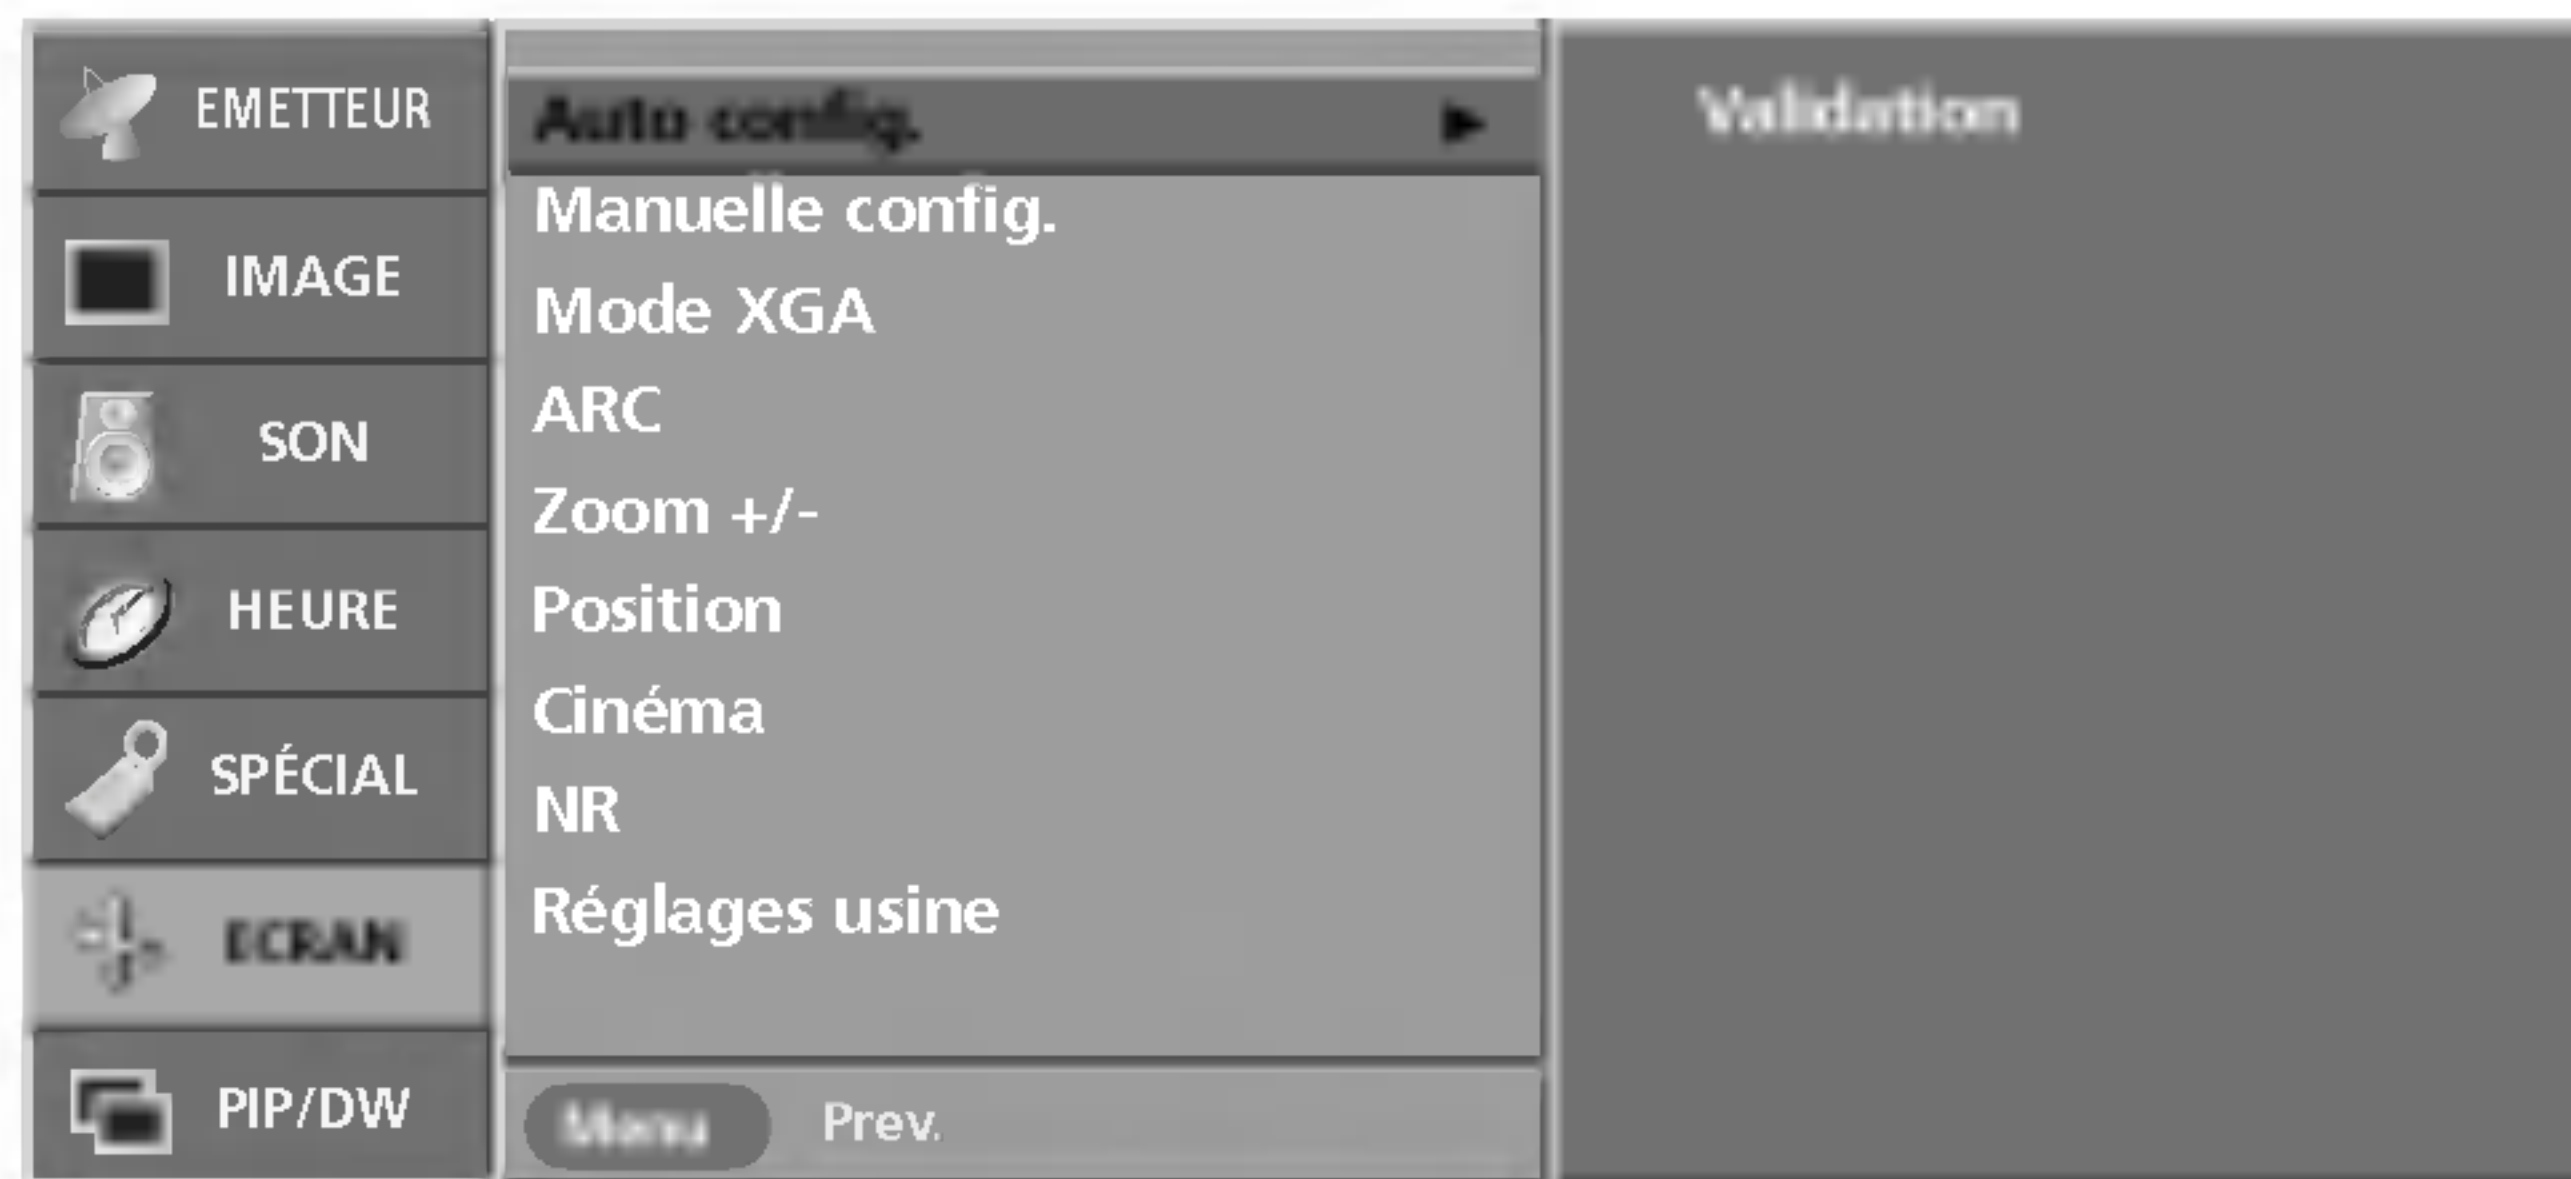 EMETTEUR
IMAGE
SON
HEURE
SPÉCIAL
ECRAN
PIP/DW
Auto config.
Manuelle config.
Mode XGA
ARC
Zoom +/-
Position
Cinéma
NR
Réglages usine
Menu Prev.
Validation